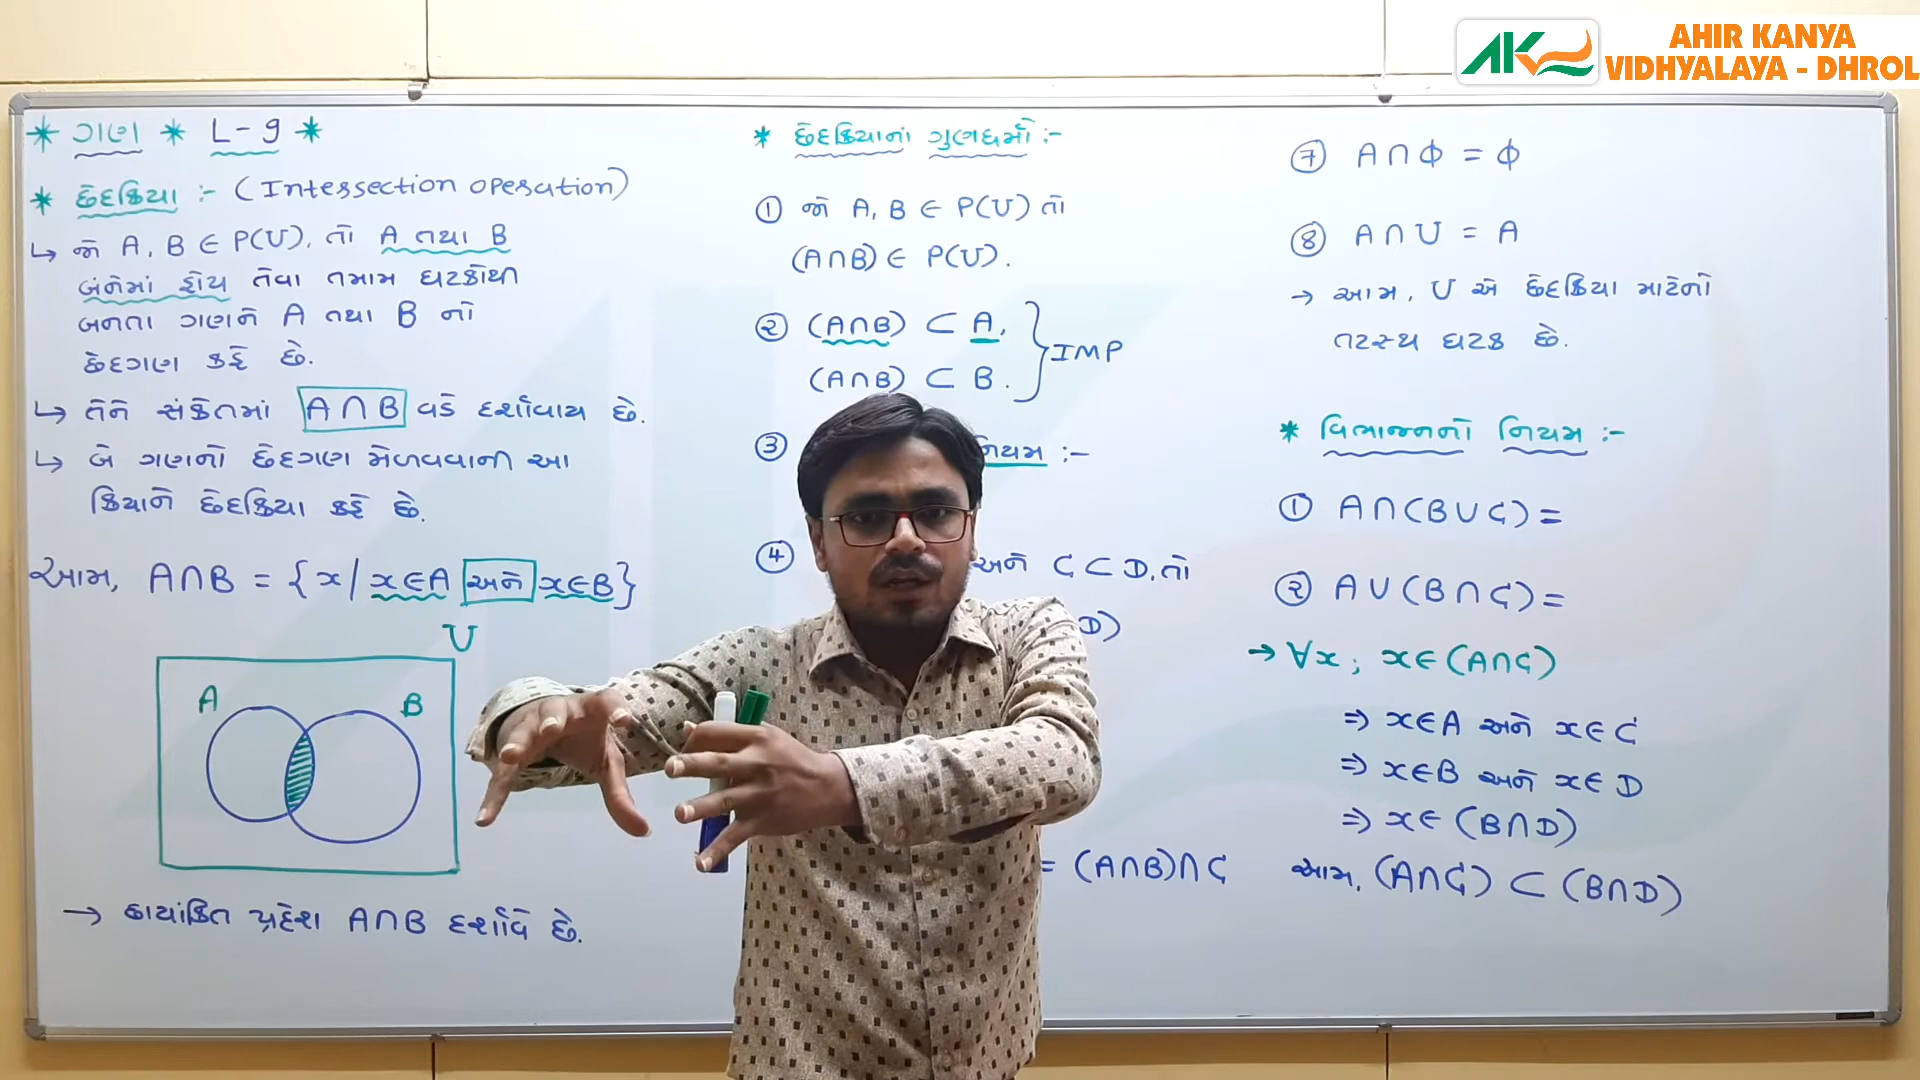 AHIR KANYA
VIDHYALAYA - DHROL
* ગણ * L-9 *
* છેદક્રિયા :- (Intersection operation)
↳ જો A, B ∈ P(U), તો A તથા B
બંનેમાં હોય તેવા તમામ ઘટકોથી
બનતા ગણને A તથા B નો
છેદગણ કહે છે.
↳ તેને સંકેતમાં A∩B વડે દર્શાવાય છે.
↳ બે ગણનો છેદગણ મેળવવાની આ
ક્રિયાને છેદક્રિયા કહે છે.
આમ, A∩B = {x / x∈A અને x∈B}
U
A B
→ છાયાંકિત પ્રદેશ A∩B દર્શાવે છે.
* છેદક્રિયાનાં ગુણધર્મો :-
① જો A, B ∈ P(U) તો
(A∩B) ∈ P(U).
② (A∩B) ⊂ A,
(A∩B) ⊂ B. } IMP
③ નિયમ :-
④ અને C ⊂ D, તો
D)
= (A∩B)∩C
⑦ A∩Φ = Φ
⑧ A∩U = A
→ આમ, U એ છેદક્રિયા માટેનો
તટસ્થ ઘટક છે.
* વિભાજનનો નિયમ :-
① A∩(B∪C) =
② A∪(B∩C) =
→ ∀x ; x∈(A∩C)
⇒ x∈A અને x∈C
⇒ x∈B અને x∈D
⇒ x∈ (B∩D)
આમ, (A∩C) ⊂ (B∩D)